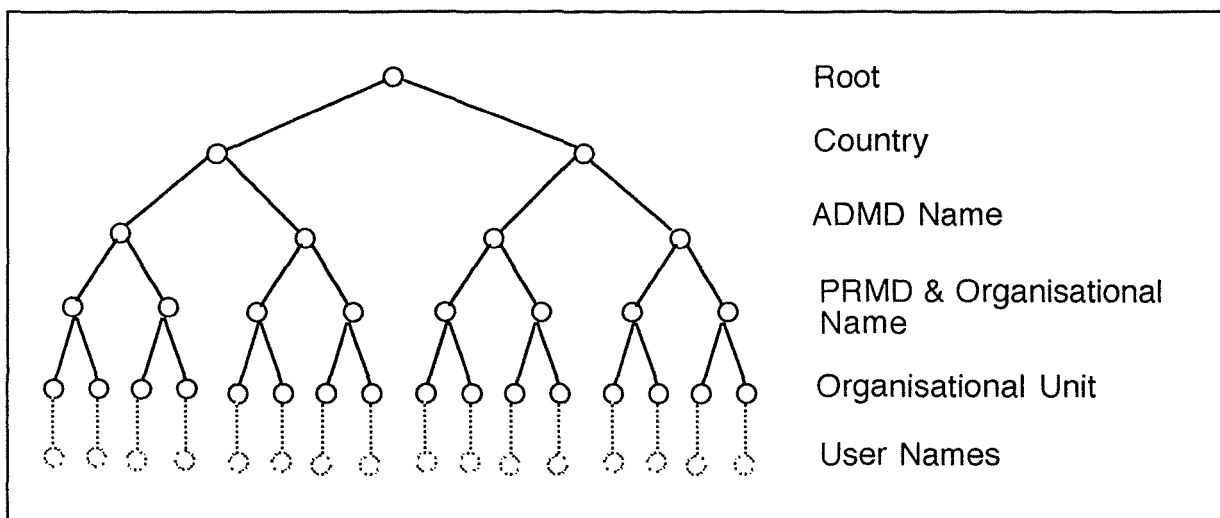 Root
Country
ADMD Name
PRMD & Organisational
Name
Organisational Unit
User Names